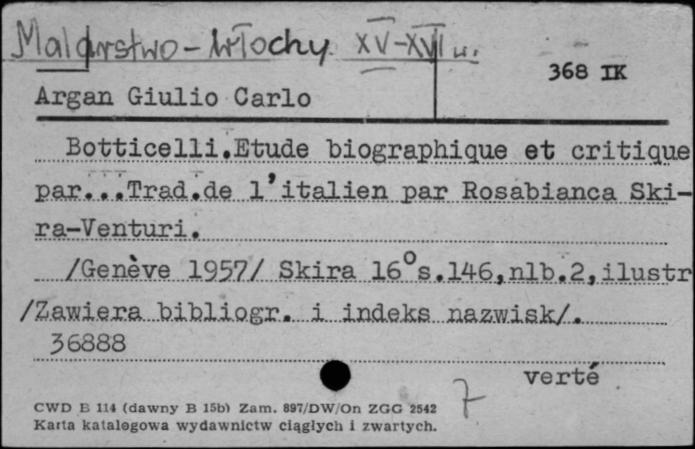 Malarstwo - Włochy XV-XVI w.
368 IK
Argan Giulio Carlo
Botticelli.Etude biographique et critique
par...Trad.de l'italien par Rosabianca Ski-
ra-Venturi.
/Genève 1957/ Skira 16° s.146,nlb.2,ilustr
/Zawiera bibliogr. i indeks nazwisk/.
36888
verté
7
CWD B 114 (dawny B 15b) Zam. 897/DW/On ZGG 2542
Karta katalogowa wydawnictw ciągłych i zwartych.